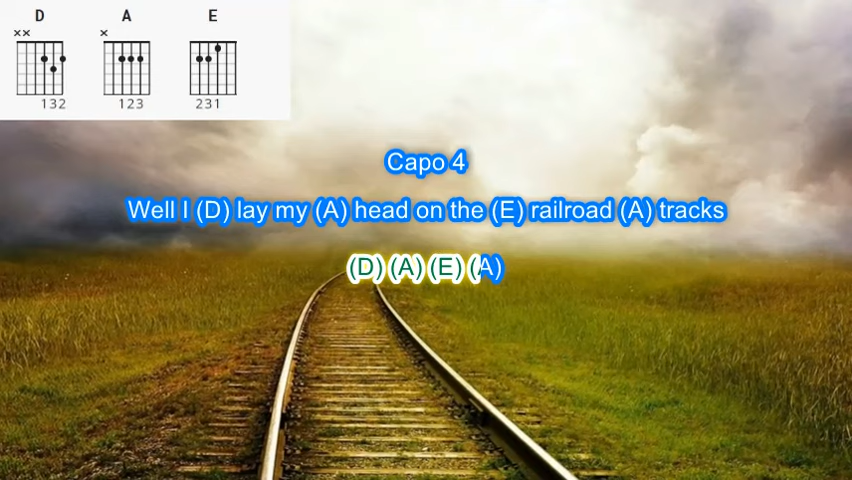 D A E
×× ×
132 123 231
Capo 4
Well I (D) lay my (A) head on the (E) railroad (A) tracks
(D) (A) (E) (A)